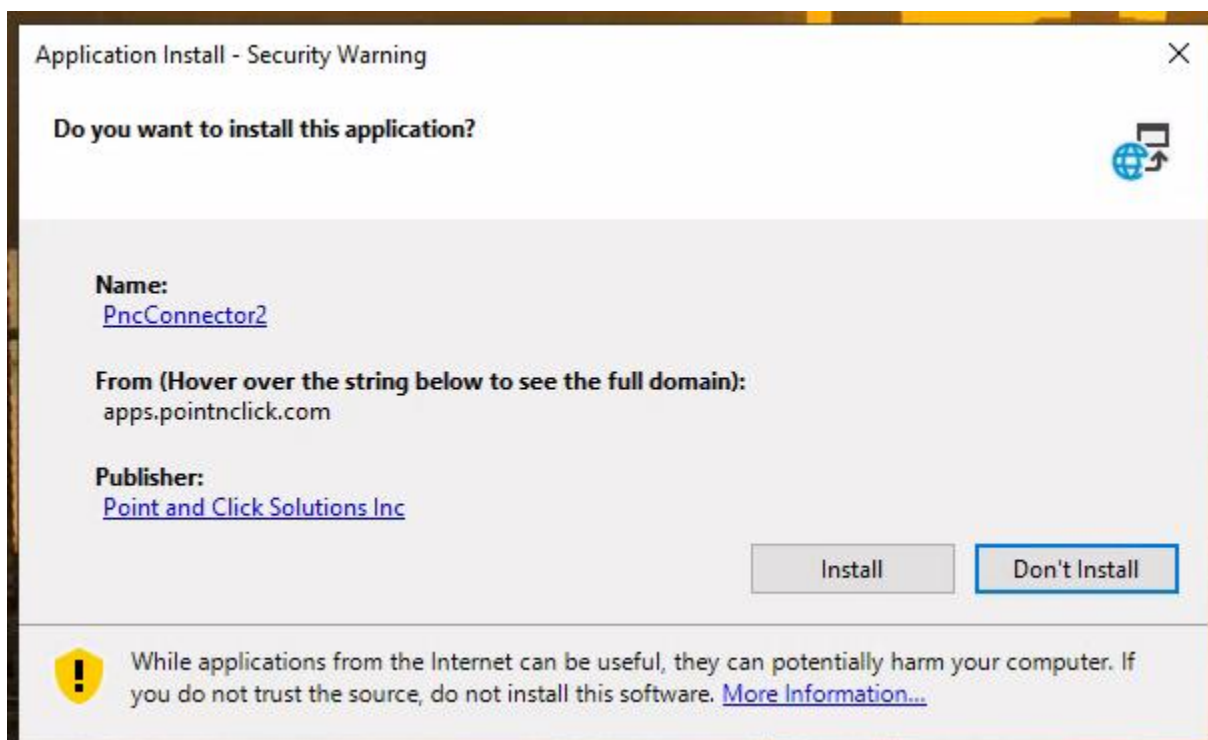 Application Install - Security Warning
Do you want to install this application?
Name:
PncConnector2
From (Hover over the string below to see the full domain):
apps.pointnclick.com
Publisher:
Point and Click Solutions Inc
Install
Don't Install
While applications from the Internet can be useful, they can potentially harm your computer. If
you do not trust the source, do not install this software. More Information...